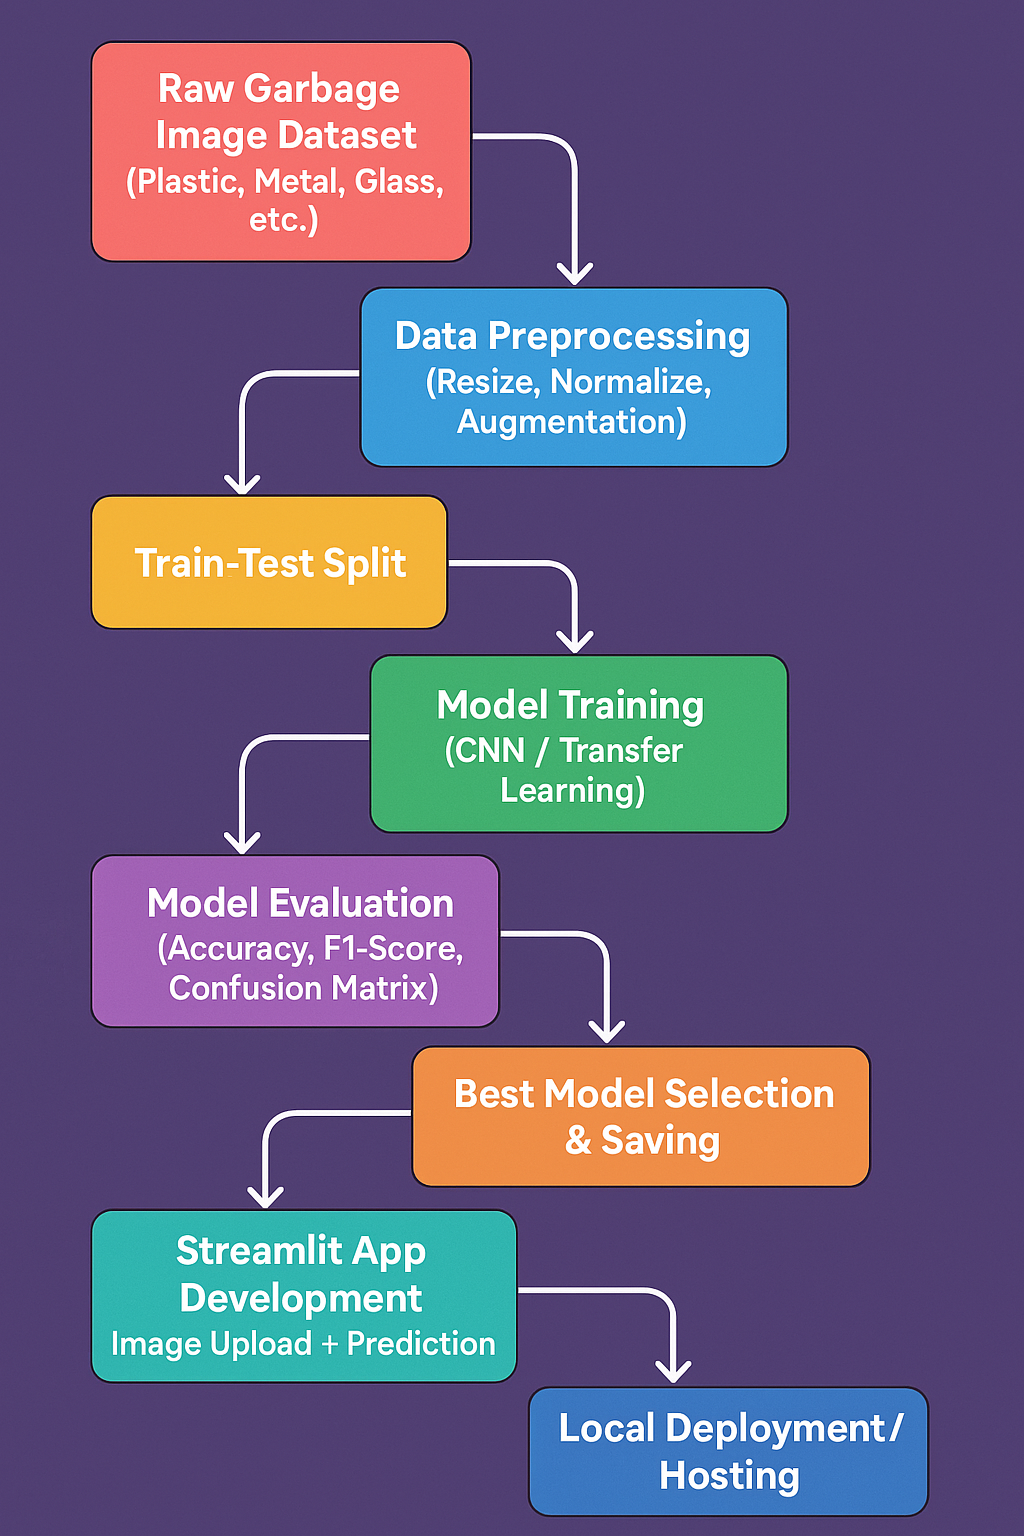 Raw Garbage
Image Dataset
(Plastic, Metal, Glass,
etc.)
Data Preprocessing
(Resize, Normalize,
Augmentation)
Train-Test Split
Model Training
(CNN / Transfer
Learning)
Model Evaluation
(Accuracy, F1-Score,
Confusion Matrix)
Best Model Selection
& Saving
Streamlit App
Development
Image Upload + Prediction
Local Deployment/
Hosting